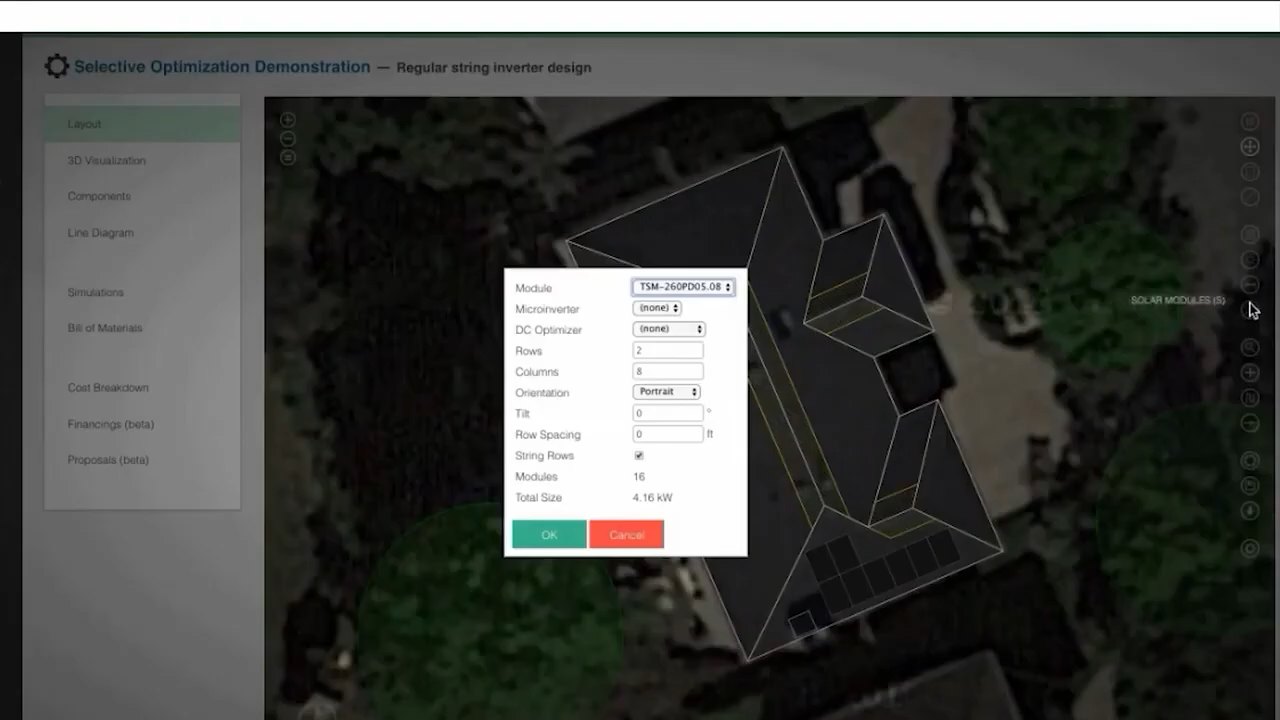 Selective Optimization Demonstration — Regular string inverter design
Layout
3D Visualization
Components
Line Diagram
Simulations
Bill of Materials
Cost Breakdown
Financings (beta)
Proposals (beta)
Module TSM-260PD05.08
Microinverter (none)
DC Optimizer (none)
Rows 2
Columns 8
Orientation Portrait
Tilt 0 °
Row Spacing 0 ft
String Rows
Modules 16
Total Size 4.16 kW
OK Cancel
SOLAR MODULES (S)